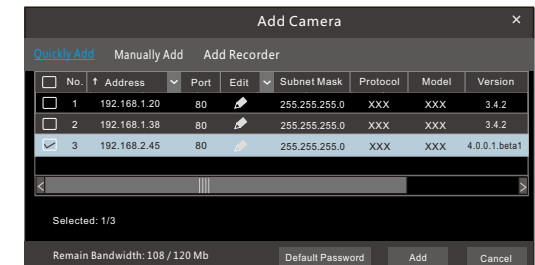 Add Camera ×
Quickly Add Manually Add Add Recorder
No. ↑ Address Port Edit Subnet Mask Protocol Model Version
1 192.168.1.20 80 255.255.255.0 XXX XXX 3.4.2
2 192.168.1.38 80 255.255.255.0 XXX XXX 3.4.2
3 192.168.2.45 80 255.255.255.0 XXX XXX 4.0.0.1.beta1
Selected: 1/3
Remain Bandwidth: 108 / 120 Mb Default Password Add Cancel